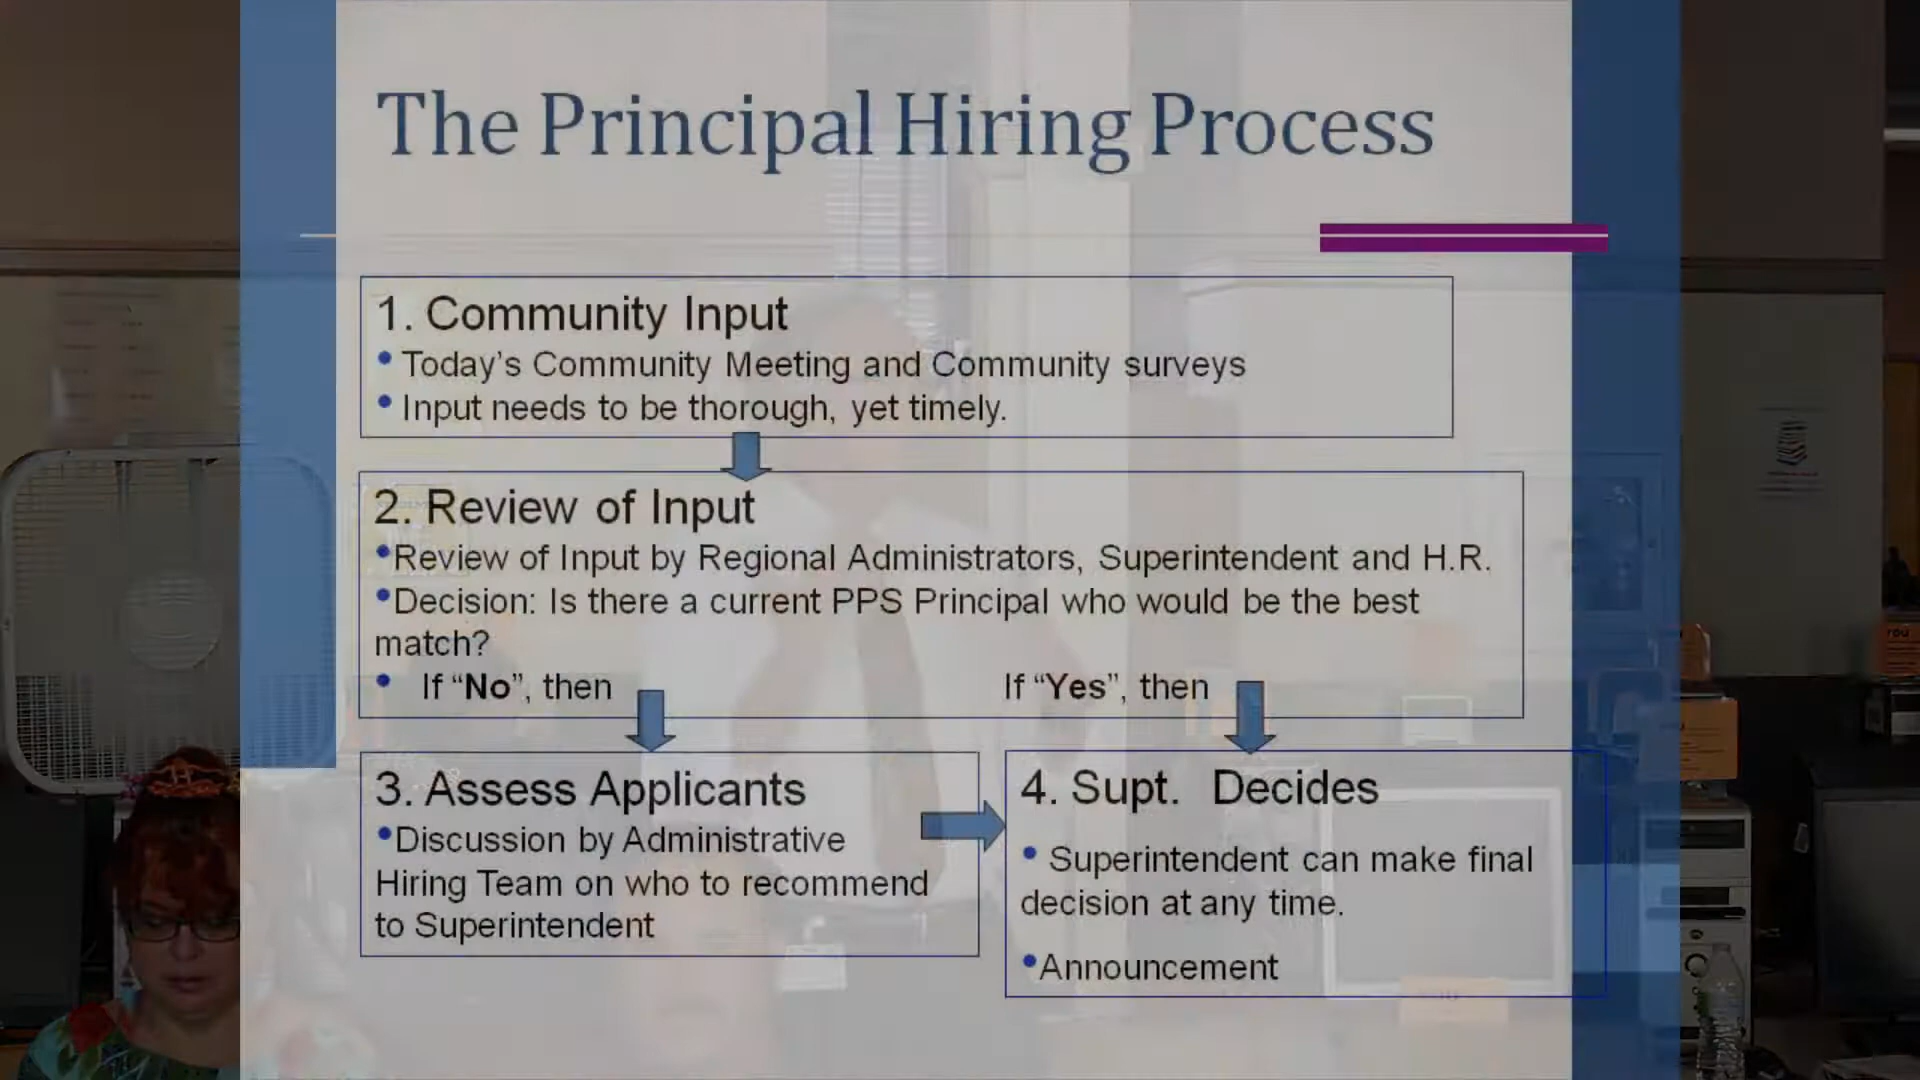 The Principal Hiring Process
1. Community Input
• Today’s Community Meeting and Community surveys
• Input needs to be thorough, yet timely.
2. Review of Input
•Review of Input by Regional Administrators, Superintendent and H.R.
•Decision: Is there a current PPS Principal who would be the best
match?
• If “No”, then If “Yes”, then
3. Assess Applicants
•Discussion by Administrative
Hiring Team on who to recommend
to Superintendent
4. Supt. Decides
• Superintendent can make final
decision at any time.
•Announcement
YOU